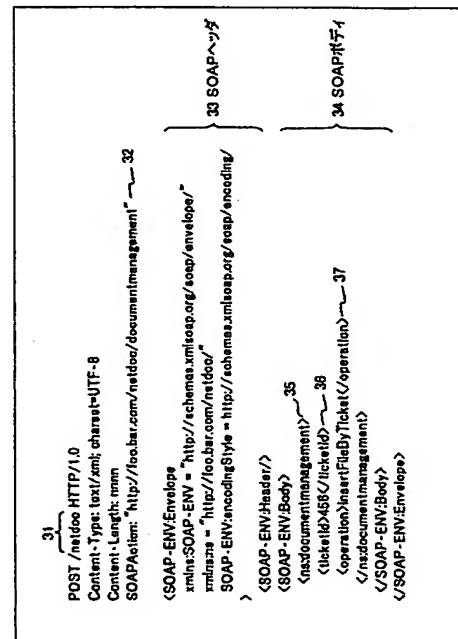 31
POST /netdoc HTTP/1.0
Content-Type: text/xml; charset=UTF-8
Content-Length: nnnn
SOAPAction: "http://foo.bar.com/netdoc/documentmanagement" 32
<SOAP-ENV:Envelope
xmlns:SOAP-ENV = "http://schemas.xmlsoap.org/soap/envelope/"
xmlns:ns = "http://foo.bar.com/netdoc/"
SOAP-ENV:encodingStyle = http://schemas.xmlsoap.org/soap/encoding/
>
33 SOAPヘッダ
<SOAP-ENV:Header/>
<SOAP-ENV:Body>
<ns:documentmanagement> 35
<ticketId>458</ticketId> 36
<operation>InsertFileByTicket</operation> 37
</ns:documentmanagement>
</SOAP-ENV:Body>
</SOAP-ENV:Envelope>
34 SOAPボディ